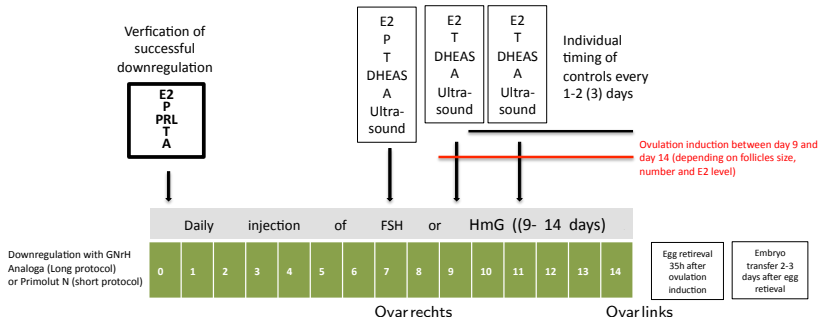 Verfication of
successful
downregulation
E2
P
PRL
T
A
E2
P
T
DHEAS
A
Ultra-
sound
E2
T
DHEAS
A
Ultra-
sound
E2
T
DHEAS
A
Ultra-
sound
Individual
timing of
controls every
1-2 (3) days
Ovulation induction between day 9 and
day 14 (depending on follicles size,
number and E2 level)
Daily injection of FSH or HmG ((9- 14 days)
Downregulation with GNrH
Analoga (Long protocol)
or Primolut N (short protocol)
0 1 2 3 4 5 6 7 8 9 10 11 12 13 14
Egg retireval
35h after
ovulation
induction
Embryo
transfer 2-3
days after egg
retieval
Ovar rechts
Ovar links